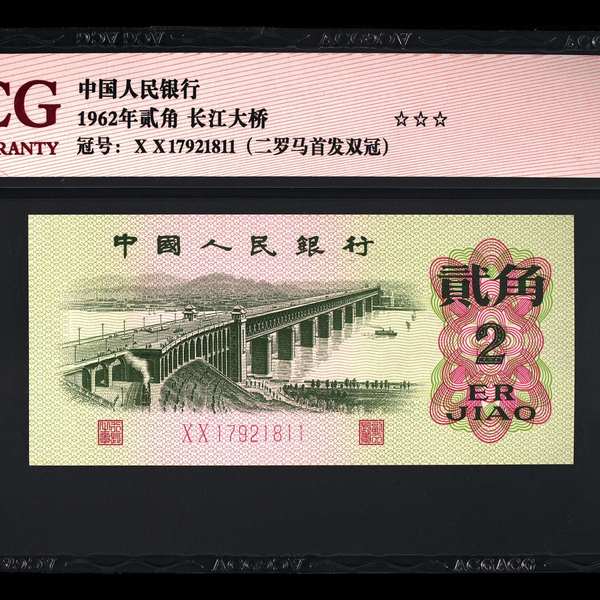 CG
中国人民银行
1962年贰角 长江大桥 ☆☆☆
RANTY
冠号：X X 17921811（二罗马首发双冠）
中國人民銀行
貳角
2
ER
JIAO
XX17921811
ACGACG